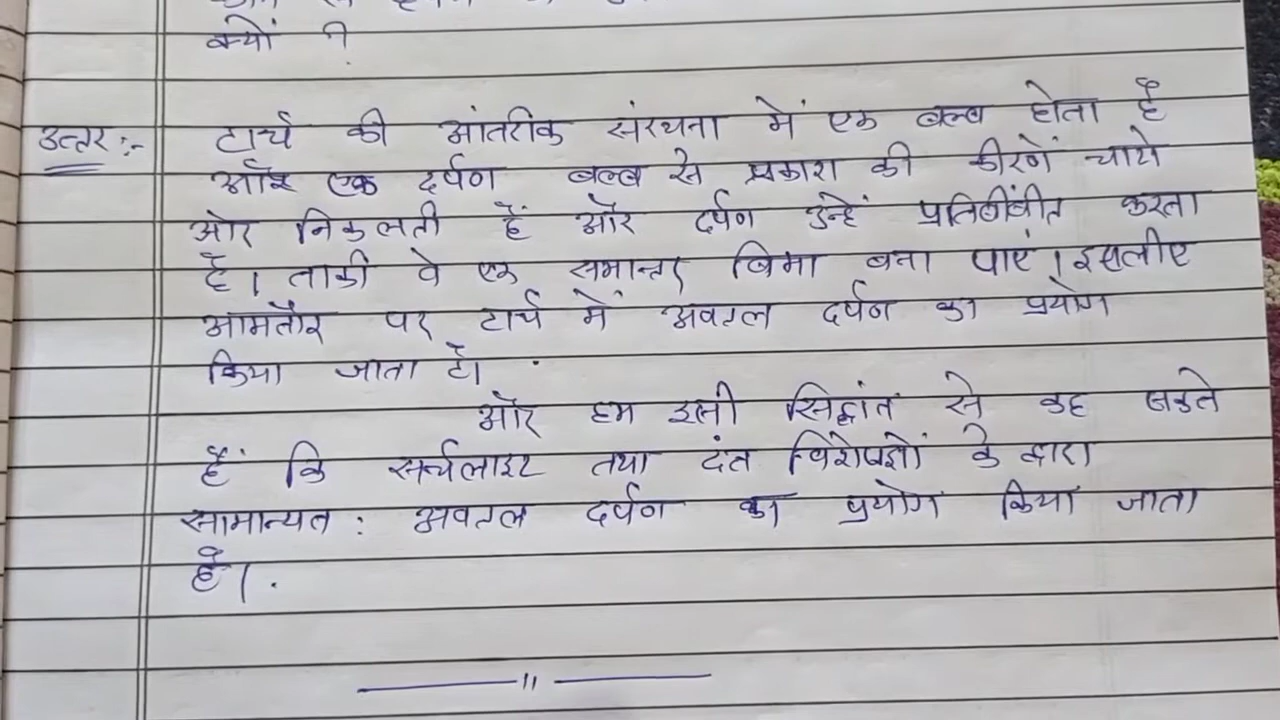 क्यों ?
उत्तर :- टार्च की आंतरीक संरचना में एक बल्ब होता है
और एक दर्पण बल्ब से प्रकाश की कीरणें चारो
ओर निकलती हैं और दर्पण उन्हें प्रतिबींबीत करता
है। ताकी वे एक समान्तर बिमा बना पाएं। इसलीए
आमतौर पर टार्च में अवतल दर्पण का प्रयोग
किया जाता है।
और हम इसी सिद्धांत से कह सकते
हैं कि सर्चलाइट तथा दंत विशेषज्ञों के द्वारा
सामान्यत : अवतल दर्पण का प्रयोग किया जाता
है।